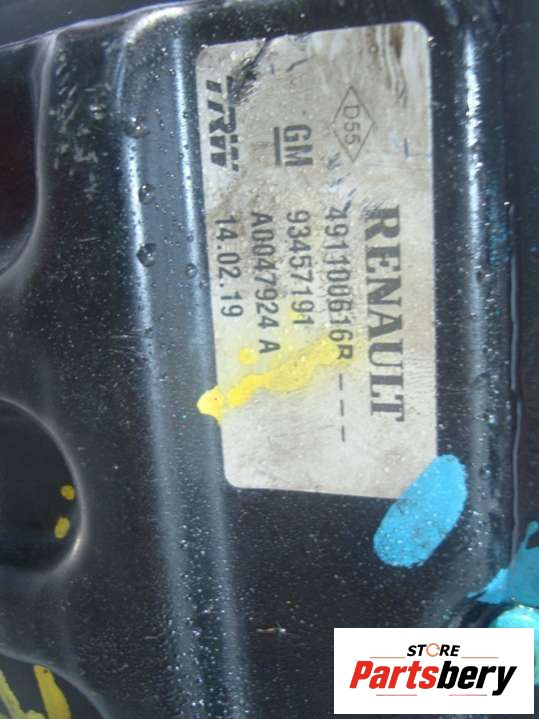 RENAULT
D55 491100616R - - -
GM 93457191
A0047924 A
TRW 14.02.19
STORE
Partsbery